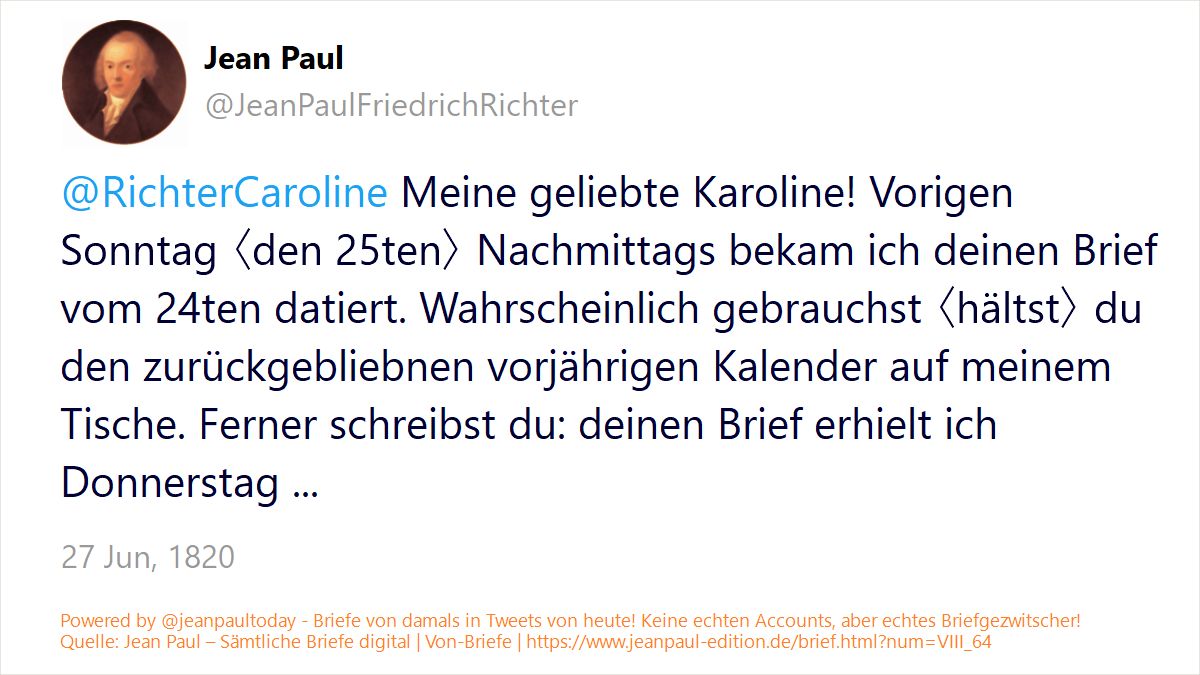 Jean Paul
@JeanPaulFriedrichRichter
@RichterCaroline Meine geliebte Karoline! Vorigen
Sonntag 〈den 25ten〉 Nachmittags bekam ich deinen Brief
vom 24ten datiert. Wahrscheinlich gebrauchst 〈hältst〉 du
den zurückgebliebnen vorjährigen Kalender auf meinem
Tische. Ferner schreibst du: deinen Brief erhielt ich
Donnerstag ...
27 Jun, 1820
Powered by @jeanpaultoday - Briefe von damals in Tweets von heute! Keine echten Accounts, aber echtes Briefgezwitscher!
Quelle: Jean Paul – Sämtliche Briefe digital | Von-Briefe | https://www.jeanpaul-edition.de/brief.html?num=VIII_64